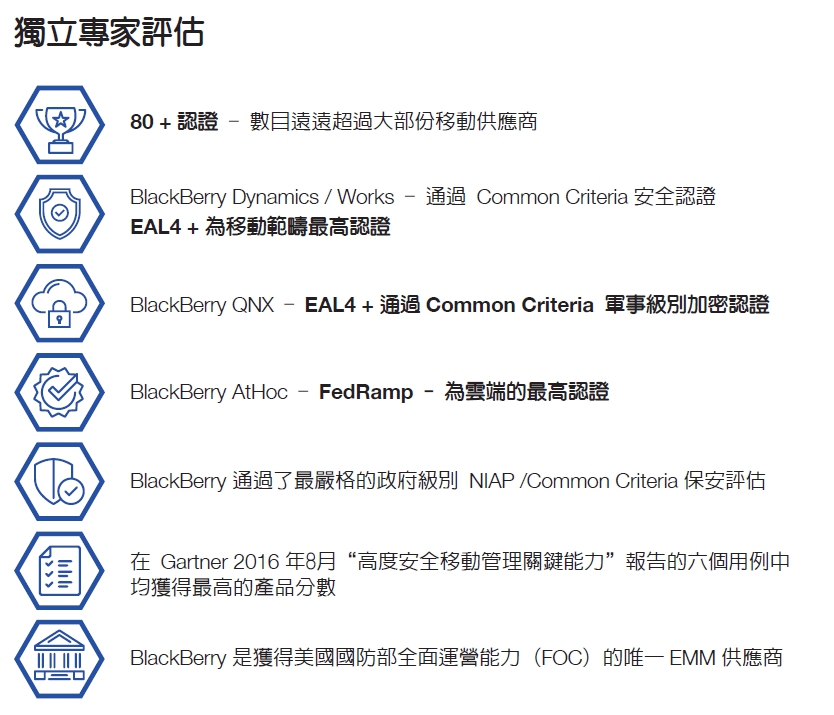 獨立專家評估
80 + 認證 – 數目遠遠超過大部份移動供應商
BlackBerry Dynamics / Works – 通過 Common Criteria 安全認證
EAL4 + 為移動範疇最高認證
BlackBerry QNX – EAL4 + 通過 Common Criteria 軍事級別加密認證
BlackBerry AtHoc – FedRamp - 為雲端的最高認證
BlackBerry 通過了最嚴格的政府級別 NIAP /Common Criteria 保安評估
在 Gartner 2016 年8月“高度安全移動管理關鍵能力”報告的六個用例中
均獲得最高的產品分數
BlackBerry 是獲得美國國防部全面運營能力（FOC）的唯一 EMM 供應商